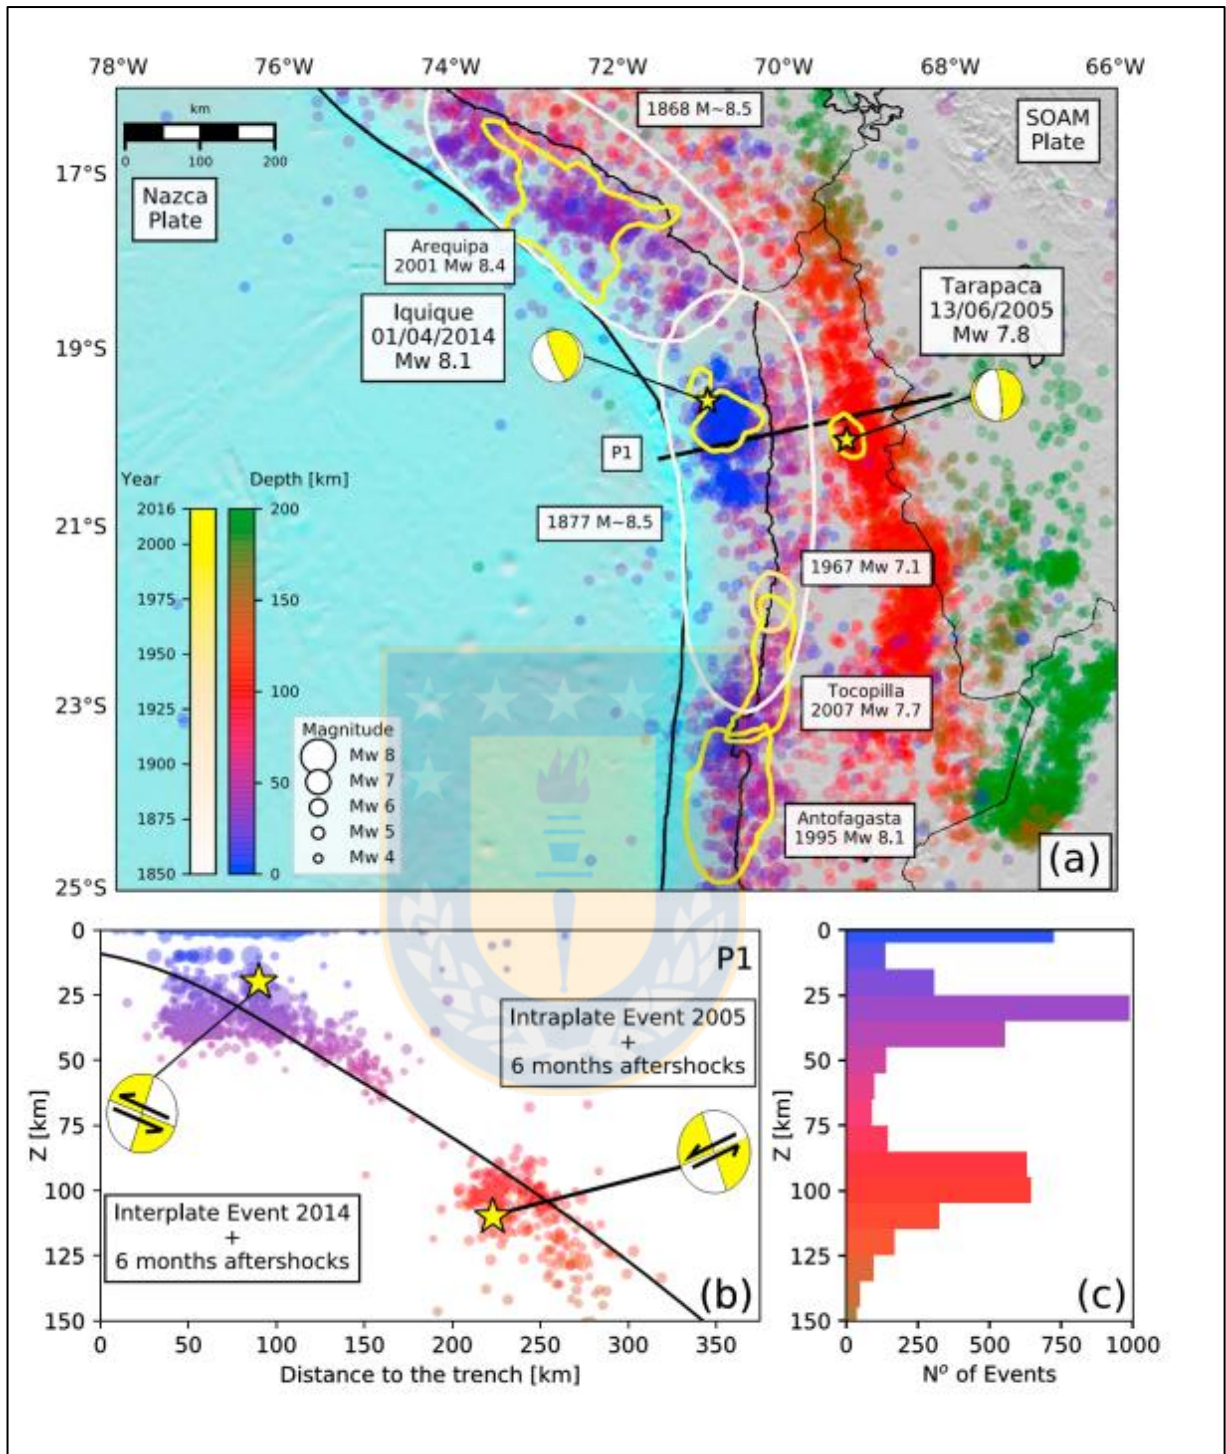 78°W 76°W 74°W 72°W 70°W 68°W 66°W
km
0 100 200
1868 M~8.5
SOAM
Plate
17°S
Nazca
Plate
Arequipa
2001 Mw 8.4
Iquique
01/04/2014
Mw 8.1
Tarapaca
13/06/2005
Mw 7.8
19°S
P1
Year
Depth [km]
2016
2000
1975
1950
1925
1900
1875
1850
200
150
100
50
0
1877 M~8.5
21°S
1967 Mw 7.1
Tocopilla
2007 Mw 7.7
23°S
Magnitude
Mw 8
Mw 7
Mw 6
Mw 5
Mw 4
Antofagasta
1995 Mw 8.1
25°S
(a)
0
25
50
75
100
125
150
Z [km]
P1
Intraplate Event 2005
+
6 months aftershocks
Interplate Event 2014
+
6 months aftershocks
(b)
0 50 100 150 200 250 300 350
Distance to the trench [km]
0
25
50
75
100
125
150
Z [km]
(c)
0 250 500 750 1000
Nº of Events